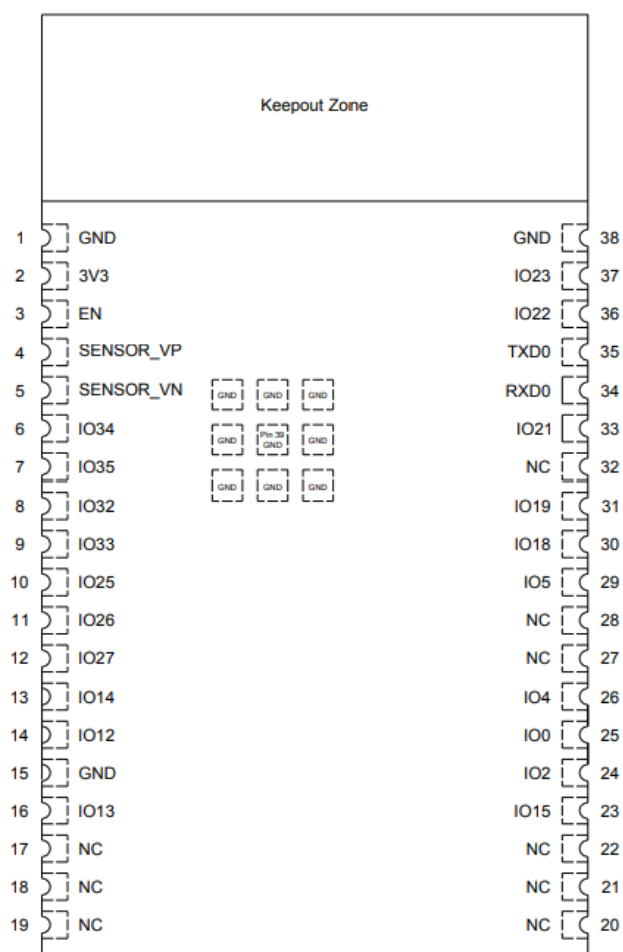 Keepout Zone
1 GND GND 38
2 3V3 IO23 37
3 EN IO22 36
4 SENSOR_VP TXD0 35
5 SENSOR_VN GND GND GND RXD0 34
6 IO34 GND Pin 39 GND GND IO21 33
7 IO35 GND GND GND NC 32
8 IO32 IO19 31
9 IO33 IO18 30
10 IO25 IO5 29
11 IO26 NC 28
12 IO27 NC 27
13 IO14 IO4 26
14 IO12 IO0 25
15 GND IO2 24
16 IO13 IO15 23
17 NC NC 22
18 NC NC 21
19 NC NC 20